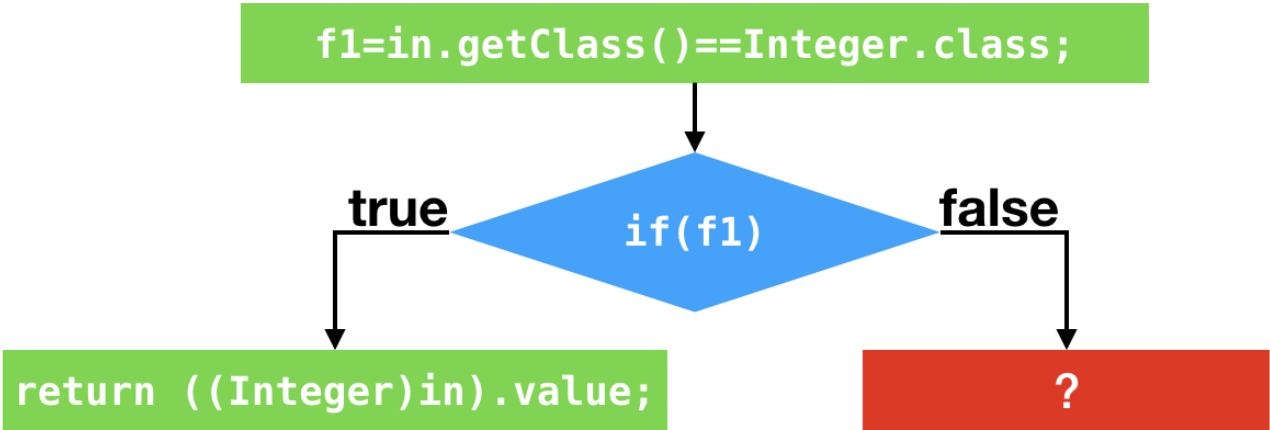 f1=in.getClass()==Integer.class;
true
false
if(f1)
return ((Integer)in).value;
?